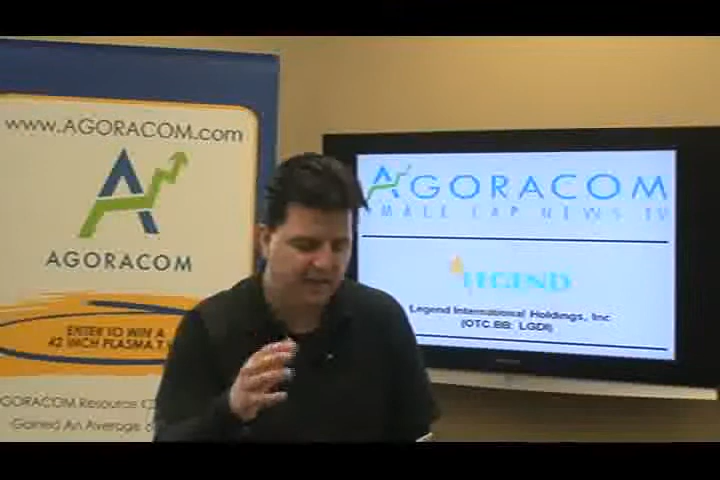 www.AGORACOM.com
AGORACOM
ENTER TO WIN A
42 INCH PLASMA T.V
AGORACOM Resource C
Gained An Average
AGORACOM
SMALL CAP NEWS TV
LEGEND
Legend International Holdings, Inc
(OTC.BB: LGDI)